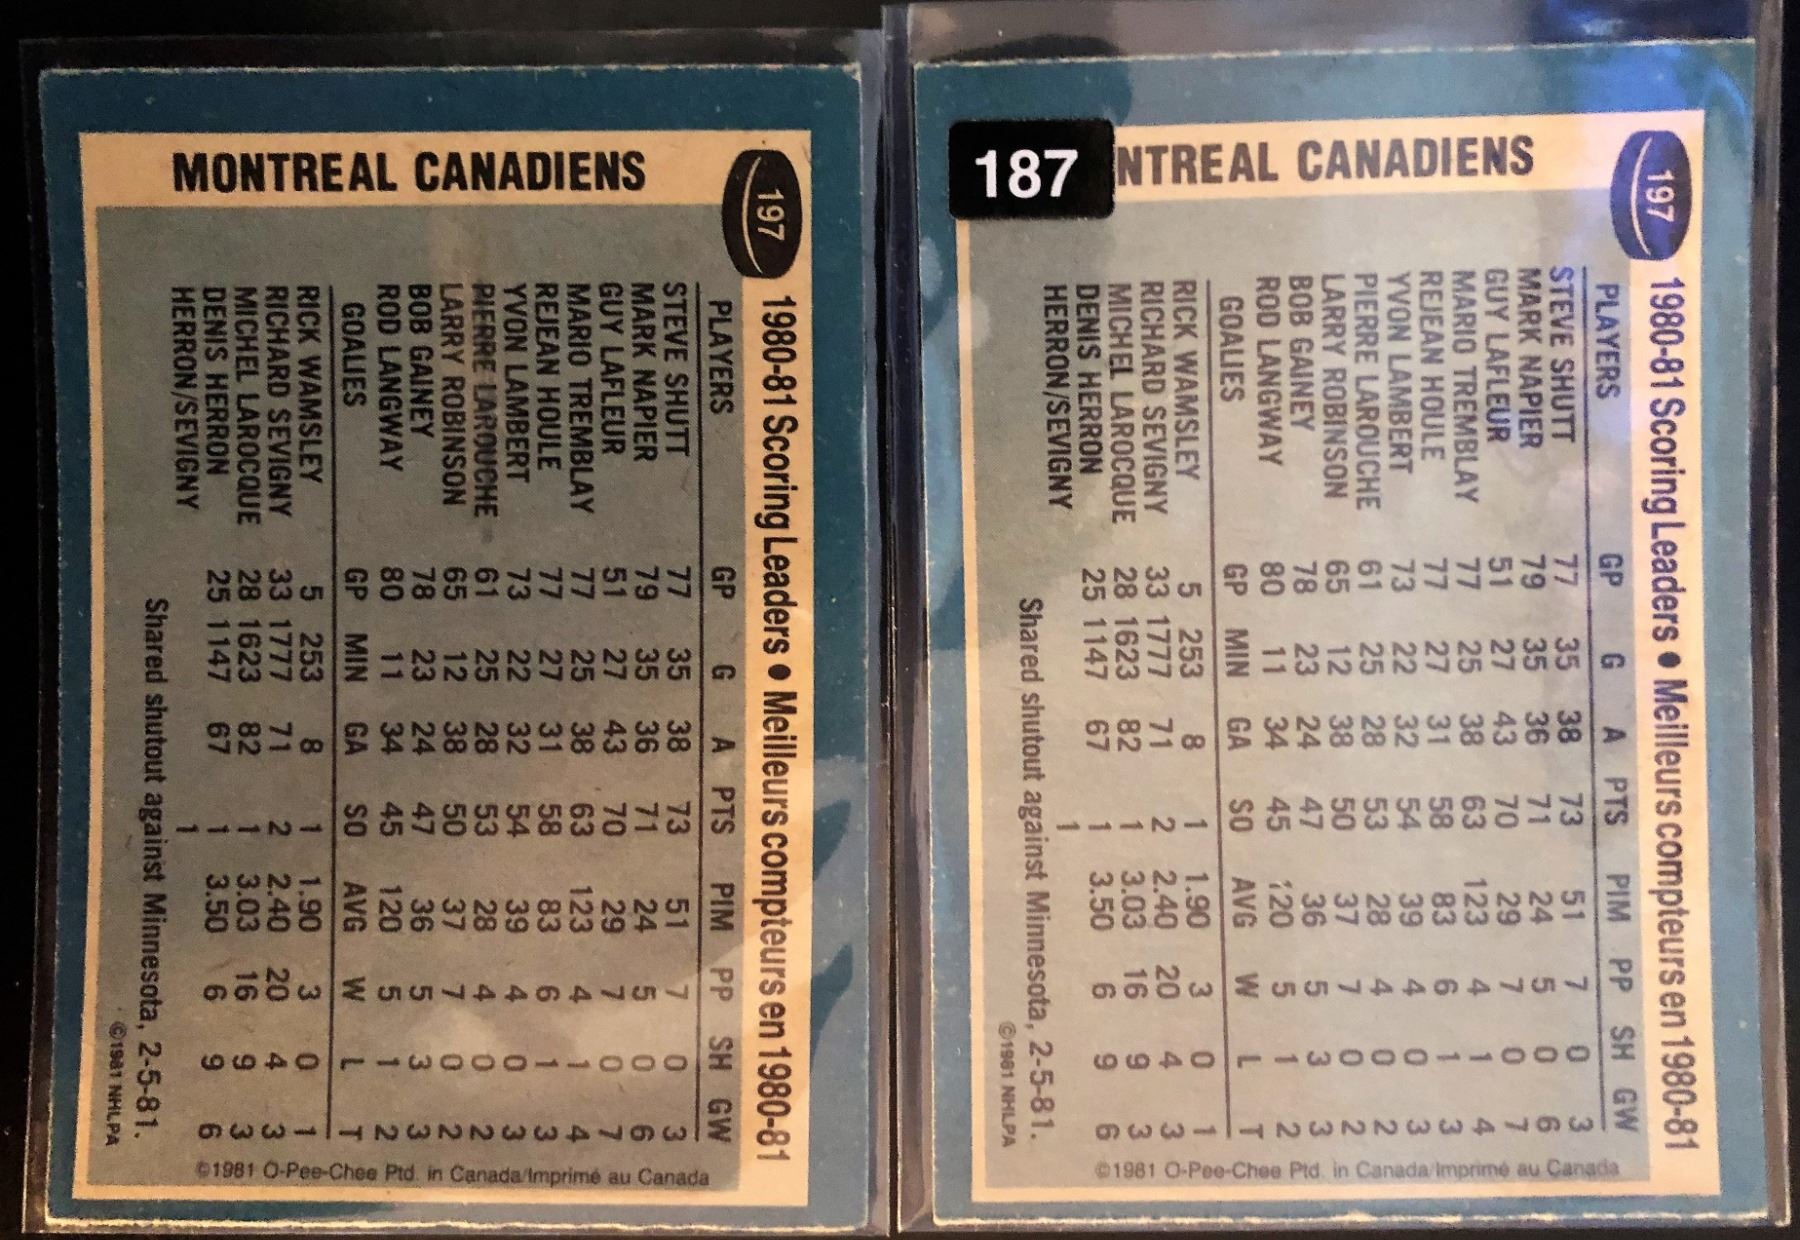 MONTREAL CANADIENS
197
1980-81 Scoring Leaders • Meilleurs compteurs en 1980-81
PLAYERS GP G A PTS PIM PP SH GW
STEVE SHUTT 77 35 38 73 51 7 0 3
MARK NAPIER 79 35 36 71 24 5 0 6
GUY LAFLEUR 51 27 43 70 29 7 0 7
MARIO TREMBLAY 77 25 38 63 123 4 1 4
REJEAN HOULE 77 27 31 58 83 6 1 3
YVON LAMBERT 73 22 32 54 39 4 0 3
PIERRE LAROUCHE 61 25 28 53 28 4 0 2
LARRY ROBINSON 65 12 38 50 37 7 0 2
BOB GAINEY 78 23 24 47 36 5 3 3
ROD LANGWAY 80 11 34 45 120 5 1 2
GOALIES GP MIN GA SO AVG W L T
RICK WAMSLEY 5 253 8 1 1.90 3 0 1
RICHARD SEVIGNY 33 1777 71 2 2.40 20 4 3
MICHEL LAROCQUE 28 1623 82 1 3.03 16 9 3
DENIS HERRON 25 1147 67 1 3.50 6 9 6
HERRON/SEVIGNY 1
Shared shutout against Minnesota, 2-5-81.
©1981 NHLPA
©1981 O-Pee-Chee Ptd. in Canada/Imprimé au Canada
187
NTREAL CANADIENS
197
1980-81 Scoring Leaders • Meilleurs compteurs en 1980-81
PLAYERS GP G A PTS PIM PP SH GW
STEVE SHUTT 77 35 38 73 51 7 0 3
MARK NAPIER 79 35 36 71 24 5 0 6
GUY LAFLEUR 51 27 43 70 29 7 0 7
MARIO TREMBLAY 77 25 38 63 123 4 1 4
REJEAN HOULE 77 27 31 58 83 6 1 3
YVON LAMBERT 73 22 32 54 39 4 0 3
PIERRE LAROUCHE 61 25 28 53 28 4 0 2
LARRY ROBINSON 65 12 38 50 37 7 0 2
BOB GAINEY 78 23 24 47 36 5 3 3
ROD LANGWAY 80 11 34 45 120 5 1 2
GOALIES GP MIN GA SO AVG W L T
RICK WAMSLEY 5 253 8 1 1.90 3 0 1
RICHARD SEVIGNY 33 1777 71 2 2.40 20 4 3
MICHEL LAROCQUE 28 1623 82 1 3.03 16 9 3
DENIS HERRON 25 1147 67 1 3.50 6 9 6
HERRON/SEVIGNY 1
Shared shutout against Minnesota, 2-5-81.
©1981 NHLPA
©1981 O-Pee-Chee Ptd. in Canada/Imprimé au Canada